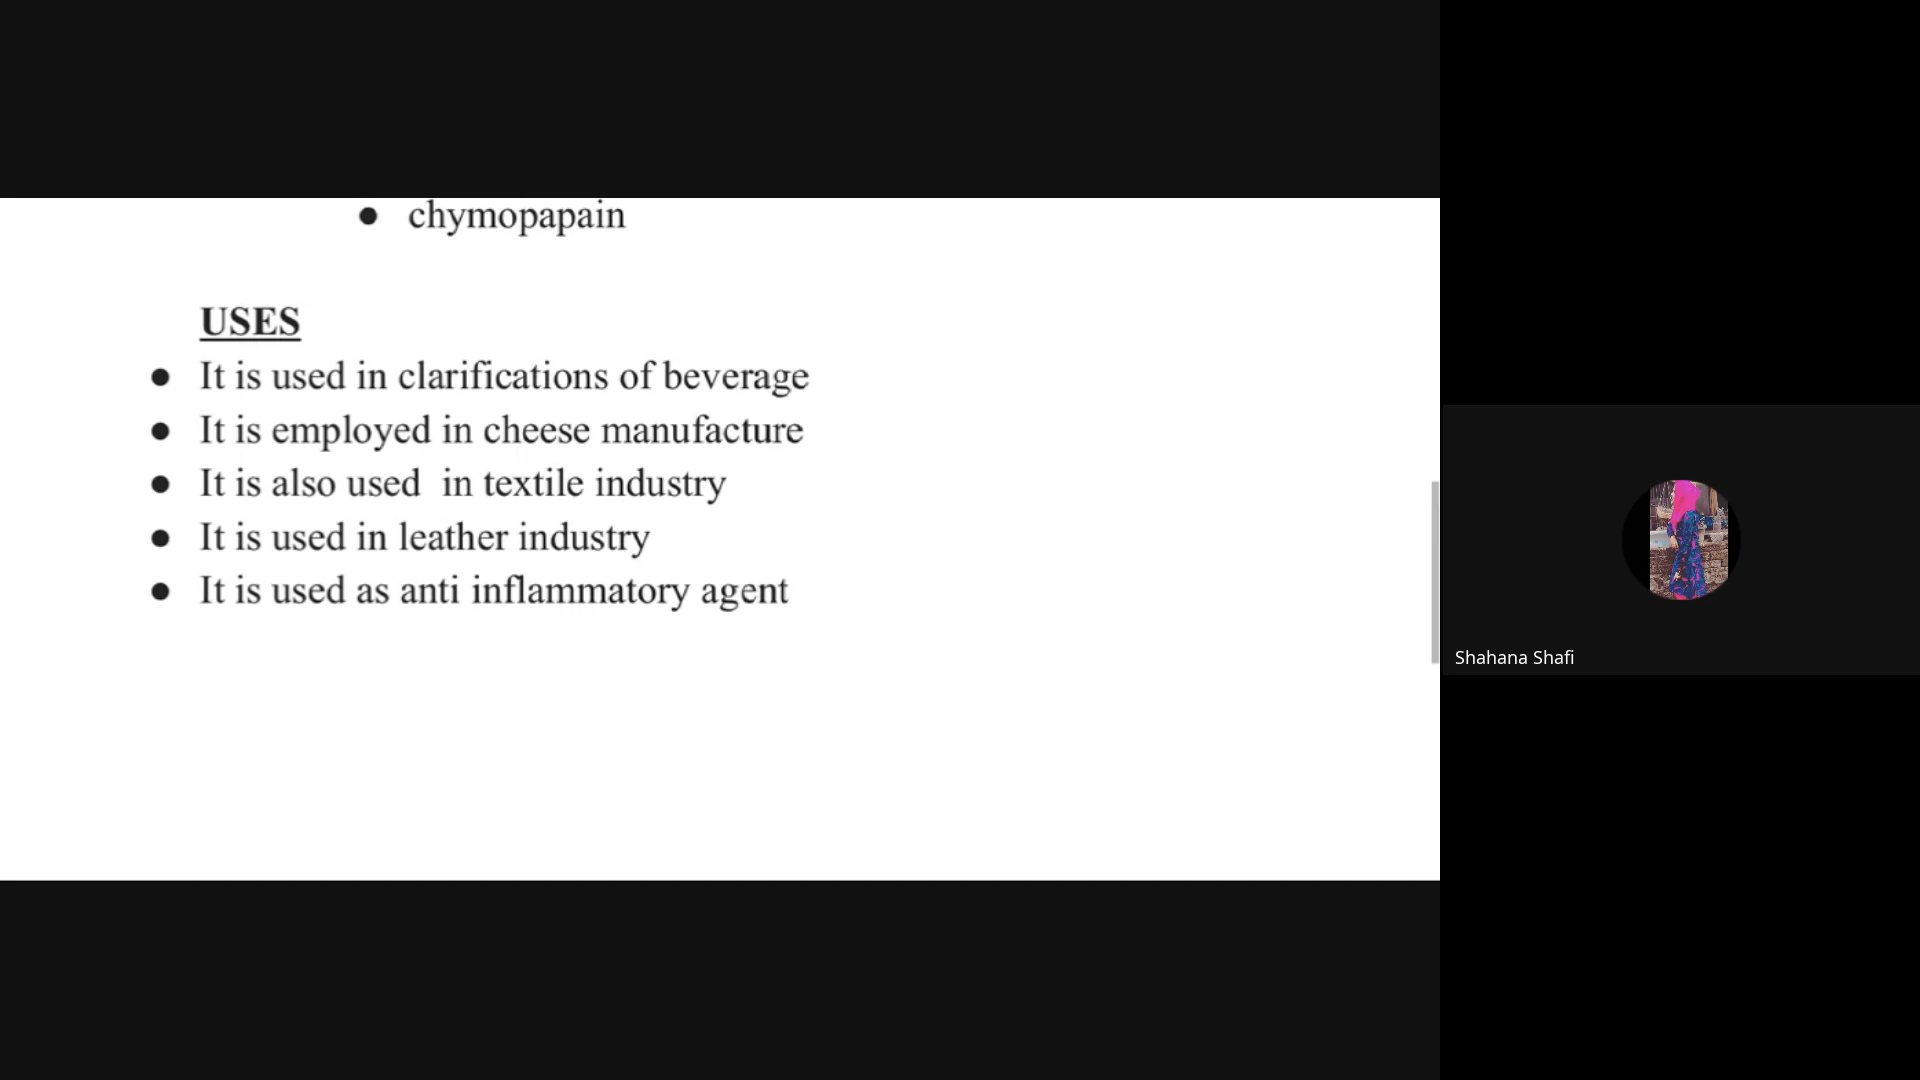 ● chymopapain
USES
● It is used in clarifications of beverage
● It is employed in cheese manufacture
● It is also used  in textile industry
● It is used in leather industry
● It is used as anti inflammatory agent
Shahana Shafi